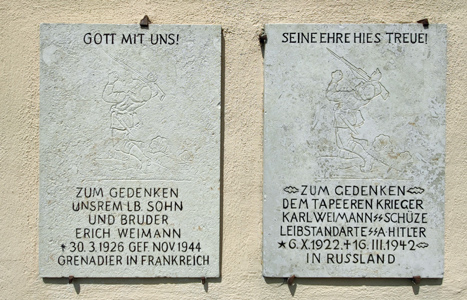 GOTT MIT UNS!
ZUM GEDENKEN
UNSREM LB. SOHN
UND BRUDER
ERICH WEIMANN
+ 30. 3. 1926 GEF. NOV 1944
GRENADIER IN FRANKREICH
SEINE EHRE HIES TREUE!
ZUM GEDENKEN
DEM TAPEEREN KRIEGER
KARL WEIMANN SS SCHÜZE
LEIBSTANDARTE SSA HITLER
* 6. X. 1922 + 16. III. 1942
IN RUSSLAND